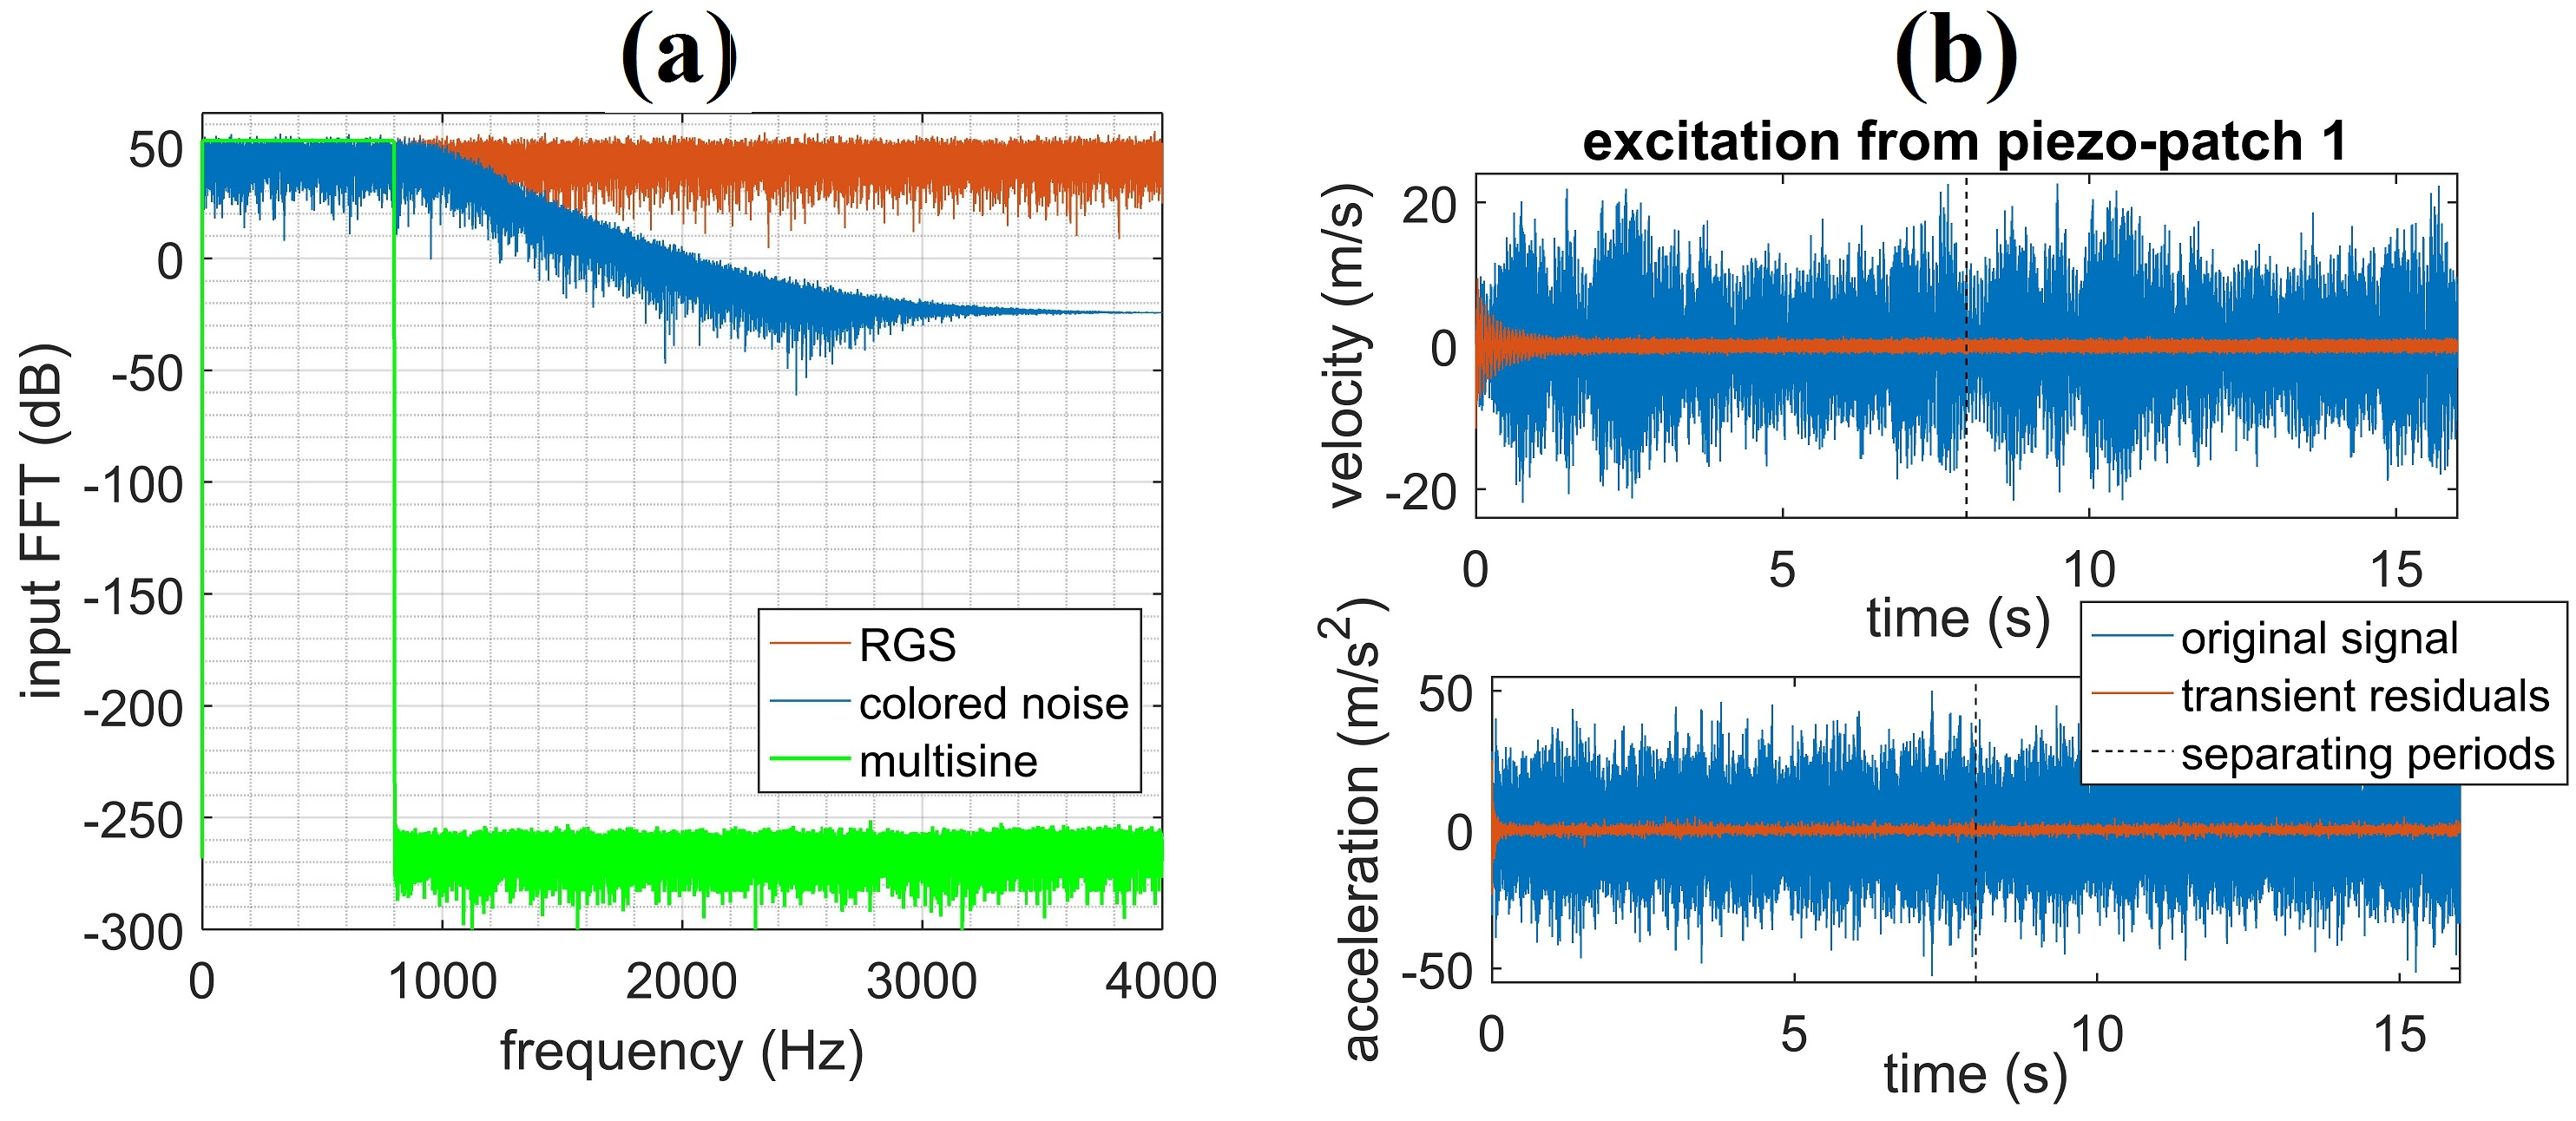 (a)
50
0
-50
-100
-150
-200
-250
-300
input FFT (dB)
RGS
colored noise
multisine
0 1000 2000 3000 4000
frequency (Hz)
(b)
excitation from piezo-patch 1
20
0
-20
velocity (m/s)
0 5 10 15
time (s)
original signal
transient residuals
separating periods
50
0
-50
acceleration (m/s²)
0 5 10 15
time (s)